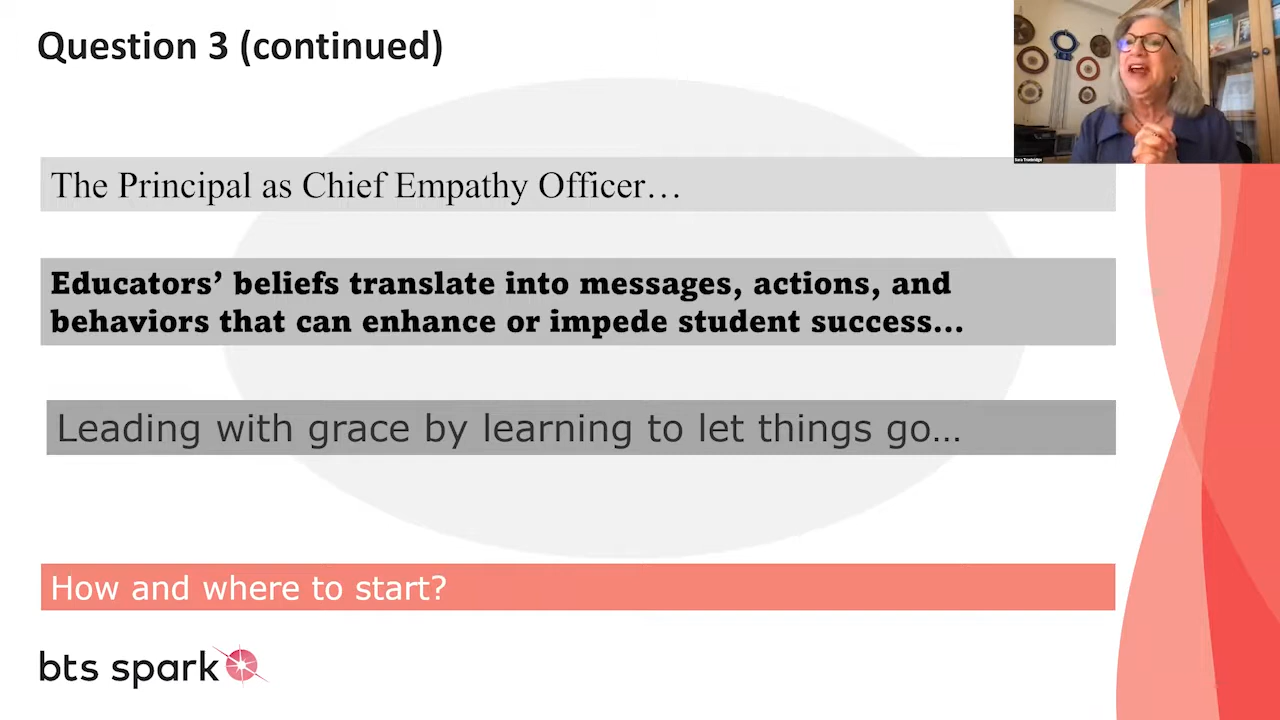 Question 3 (continued)
Sara Trowbridge
The Principal as Chief Empathy Officer…
Educators’ beliefs translate into messages, actions, and
behaviors that can enhance or impede student success…
Leading with grace by learning to let things go…
How and where to start?
bts spark